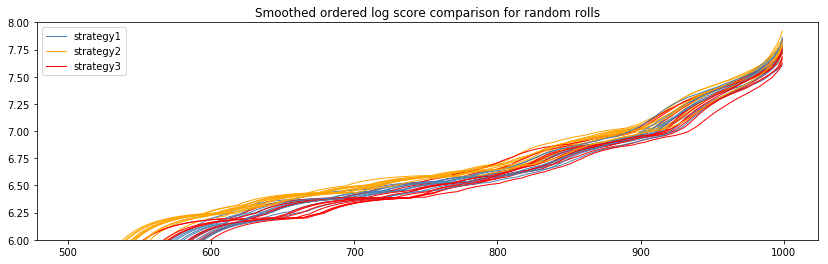 Smoothed ordered log score comparison for random rolls
8.00
7.75
7.50
7.25
7.00
6.75
6.50
6.25
6.00
strategy1
strategy2
strategy3
500 600 700 800 900 1000